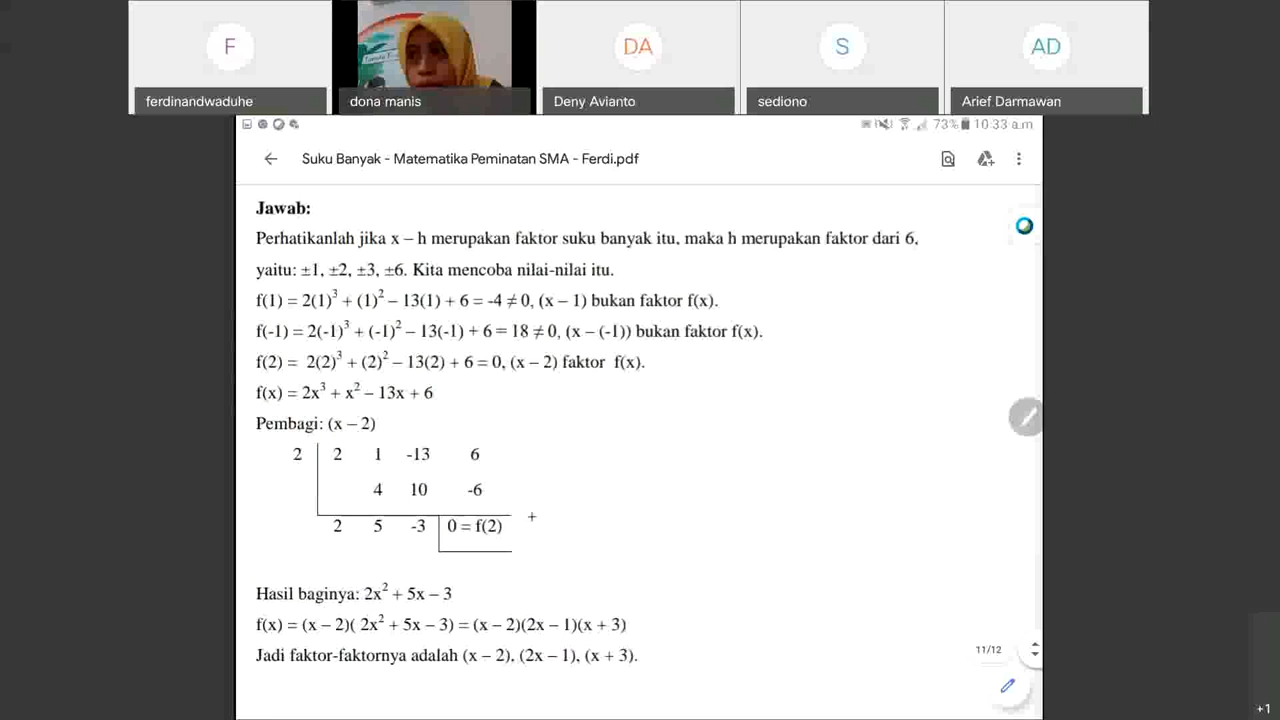 F
DA
S
AD
ferdinandwaduhe
dona manis
Deny Avianto
sediono
Arief Darmawan
73% 10:33 a.m
Suku Banyak - Matematika Peminatan SMA - Ferdi.pdf
Jawab:
Perhatikanlah jika x – h merupakan faktor suku banyak itu, maka h merupakan faktor dari 6,
yaitu: ±1, ±2, ±3, ±6. Kita mencoba nilai-nilai itu.
f(1) = 2(1)³ + (1)² – 13(1) + 6 = -4 ≠ 0, (x – 1) bukan faktor f(x).
f(-1) = 2(-1)³ + (-1)² – 13(-1) + 6 = 18 ≠ 0, (x – (-1)) bukan faktor f(x).
f(2) = 2(2)³ + (2)² – 13(2) + 6 = 0, (x – 2) faktor f(x).
f(x) = 2x³ + x² – 13x + 6
Pembagi: (x – 2)
2 2 1 -13 6
4 10 -6
+
2 5 -3 0 = f(2)
Hasil baginya: 2x² + 5x – 3
f(x) = (x – 2)( 2x² + 5x – 3) = (x – 2)(2x – 1)(x + 3)
Jadi faktor-faktornya adalah (x – 2), (2x – 1), (x + 3).
11/12
+1